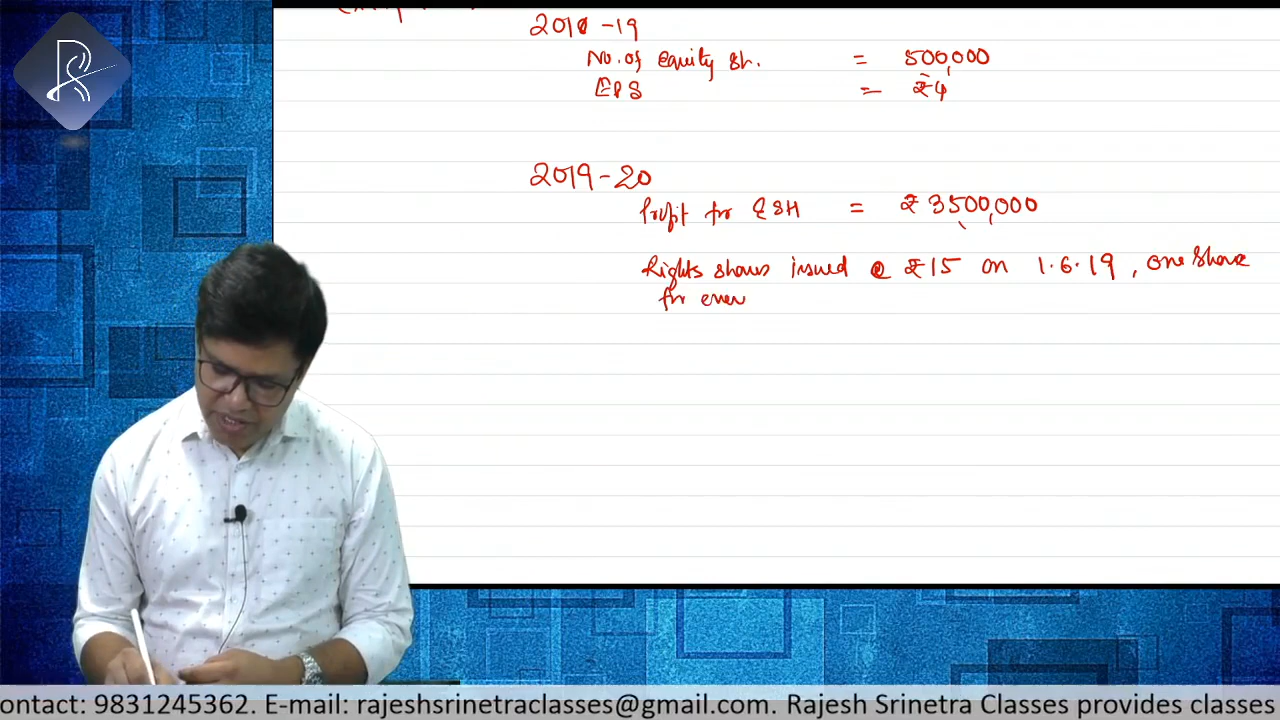 2018-19
No. of equity sh. = 500,000
EPS = ₹4
2019-20
Profit for ESH = ₹ 3500,000
Rights shares issued @ ₹15 on 1.6.19, one share
for ever
ontact: 9831245362. E-mail: rajeshsrinetraclasses@gmail.com. Rajesh Srinetra Classes provides classes